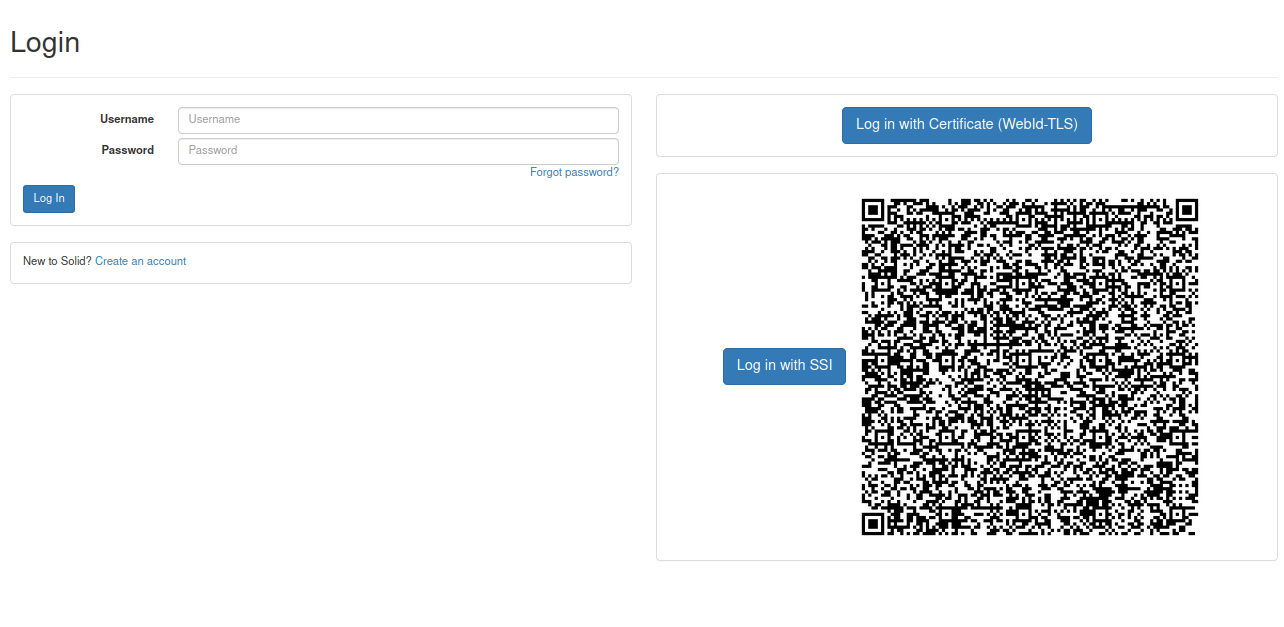 Login
Username
Username
Password
Password
Forgot password?
Log In
New to Solid? Create an account
Log in with Certificate (WebId-TLS)
Log in with SSI